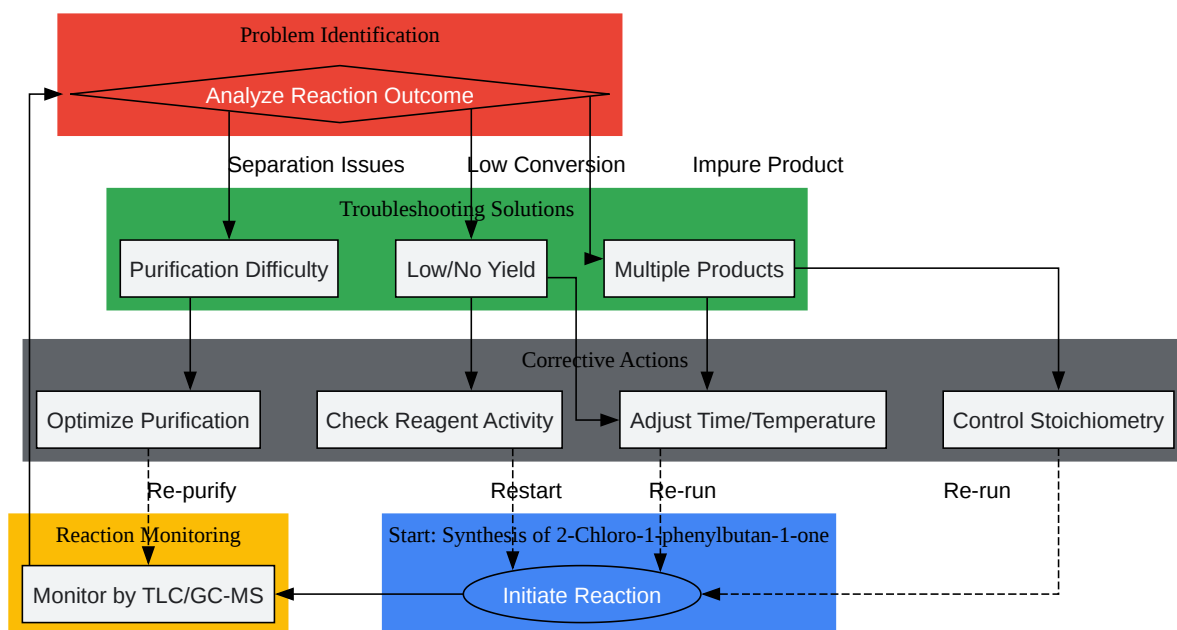 Problem Identification
Analyze Reaction Outcome
Separation Issues
Low Conversion
Impure Product
Troubleshooting Solutions
Purification Difficulty
Low/No Yield
Multiple Products
Corrective Actions
Optimize Purification
Check Reagent Activity
Adjust Time/Temperature
Control Stoichiometry
Re-purify
Restart
Re-run
Re-run
Reaction Monitoring
Start: Synthesis of 2-Chloro-1-phenylbutan-1-one
Monitor by TLC/GC-MS
Initiate Reaction